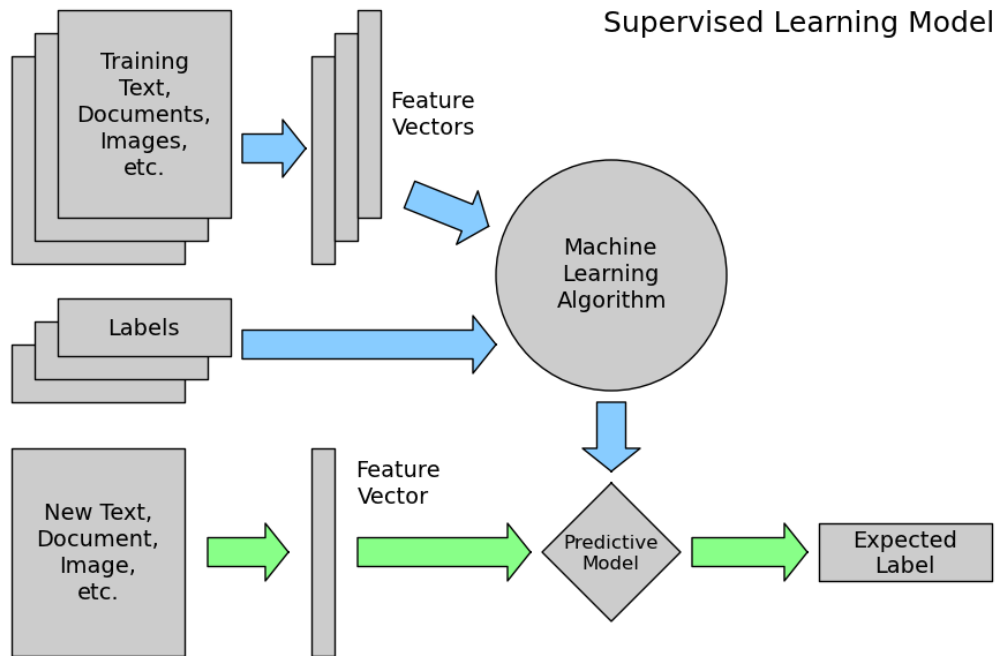 Supervised Learning Model
Training
Text,
Documents,
Images,
etc.
Feature
Vectors
Machine
Learning
Algorithm
Labels
New Text,
Document,
Image,
etc.
Feature
Vector
Predictive
Model
Expected
Label